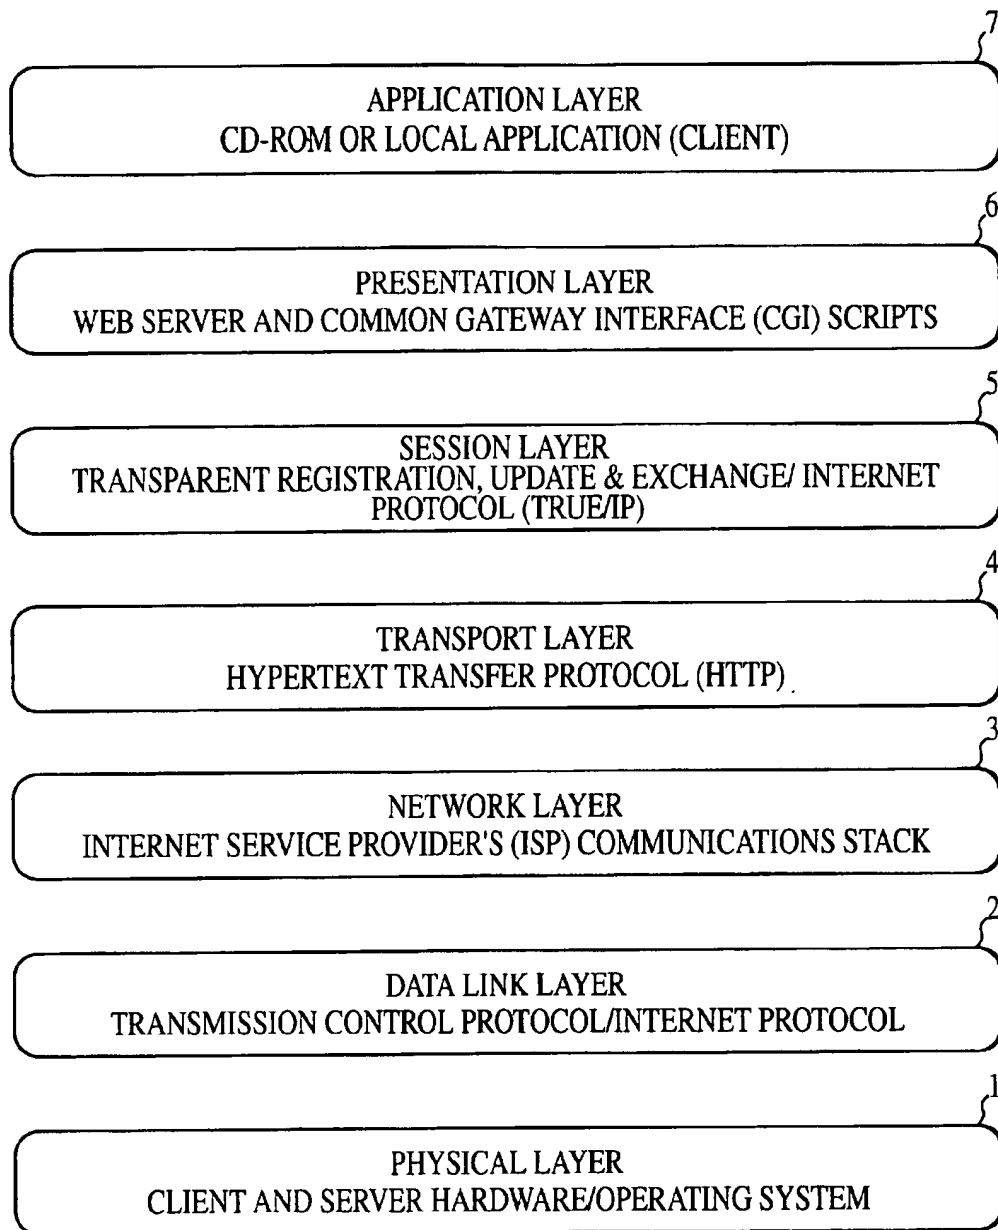 7
APPLICATION LAYER
CD-ROM OR LOCAL APPLICATION (CLIENT)
6
PRESENTATION LAYER
WEB SERVER AND COMMON GATEWAY INTERFACE (CGI) SCRIPTS
5
SESSION LAYER
TRANSPARENT REGISTRATION, UPDATE & EXCHANGE/ INTERNET
PROTOCOL (TRUE/IP)
4
TRANSPORT LAYER
HYPERTEXT TRANSFER PROTOCOL (HTTP)
3
NETWORK LAYER
INTERNET SERVICE PROVIDER'S (ISP) COMMUNICATIONS STACK
2
DATA LINK LAYER
TRANSMISSION CONTROL PROTOCOL/INTERNET PROTOCOL
1
PHYSICAL LAYER
CLIENT AND SERVER HARDWARE/OPERATING SYSTEM